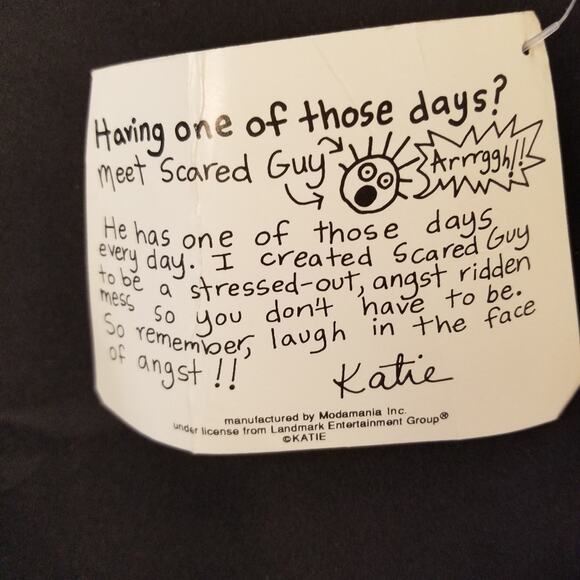 Having one of those days?
Meet Scared Guy
Arrrggh!!
He has one of those days
every day. I created Scared Guy
to be a stressed-out, angst ridden
mess so you don't have to be.
So remember, laugh in the face
of angst!!
Katie
manufactured by Modamania Inc.
under license from Landmark Entertainment Group®
©KATIE